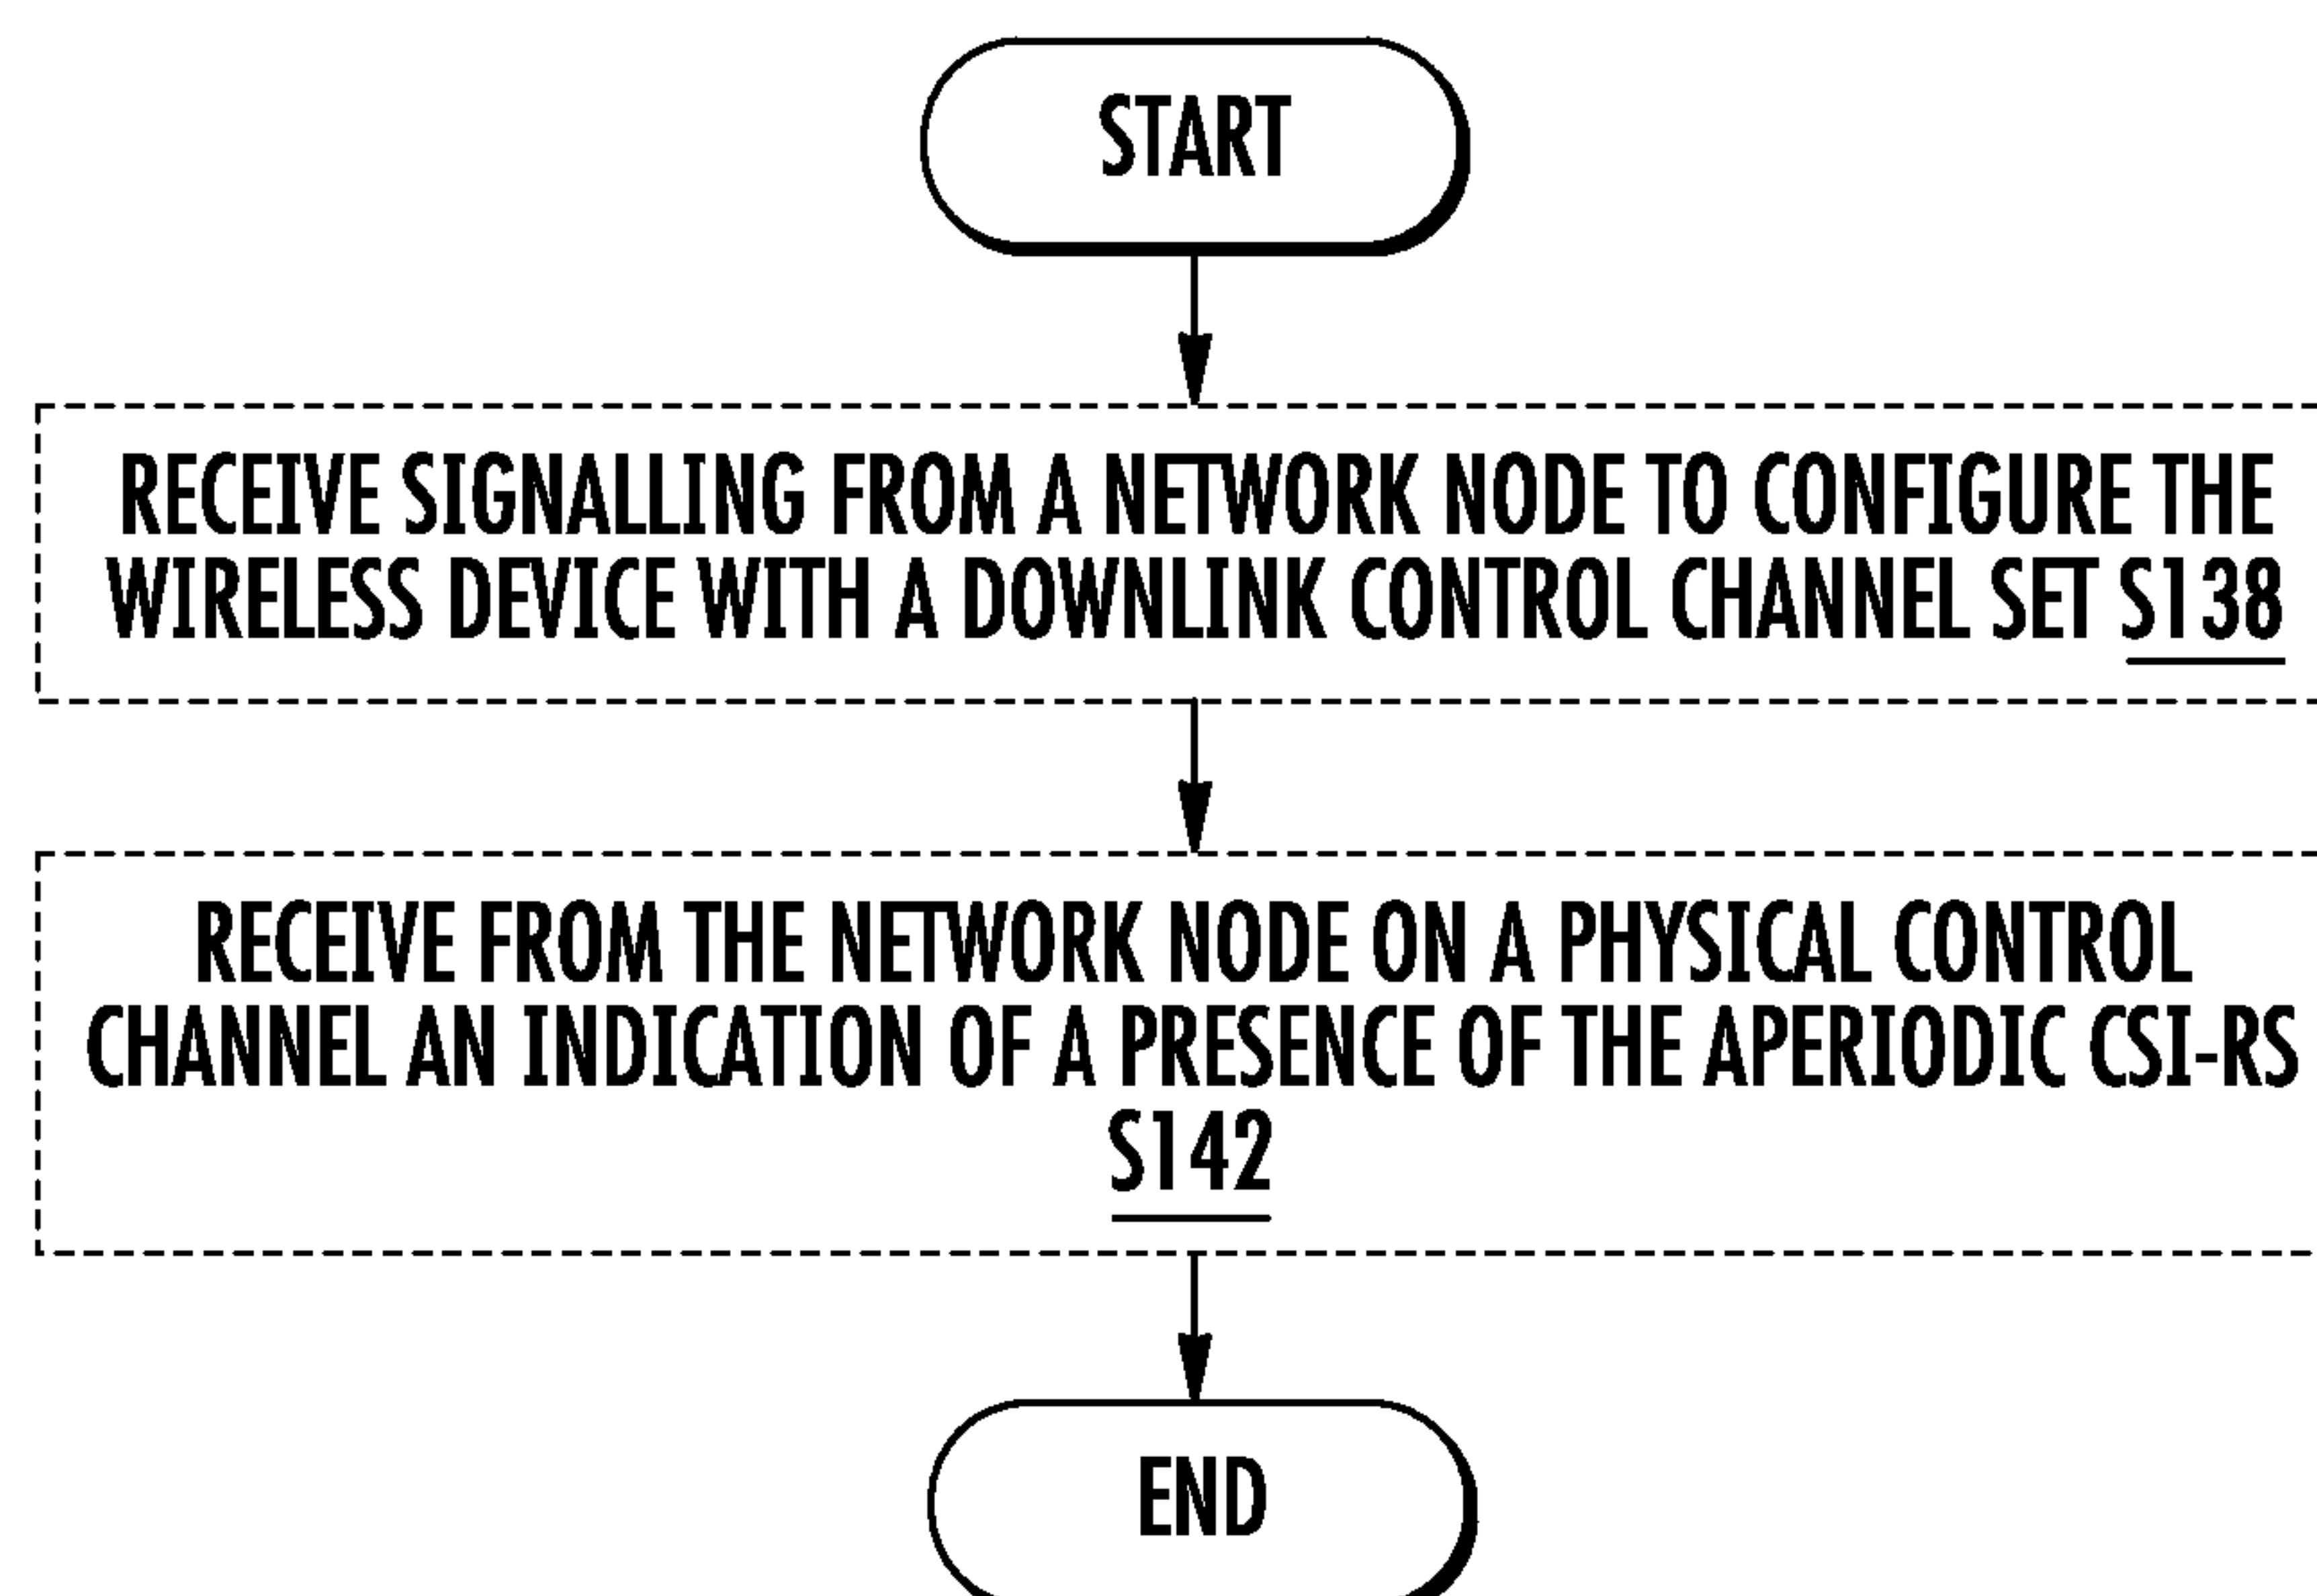 START
RECEIVE SIGNALLING FROM A NETWORK NODE TO CONFIGURE THE
WIRELESS DEVICE WITH A DOWNLINK CONTROL CHANNEL SET S138
RECEIVE FROM THE NETWORK NODE ON A PHYSICAL CONTROL
CHANNEL AN INDICATION OF A PRESENCE OF THE APERIODIC CSI-RS
S142
END